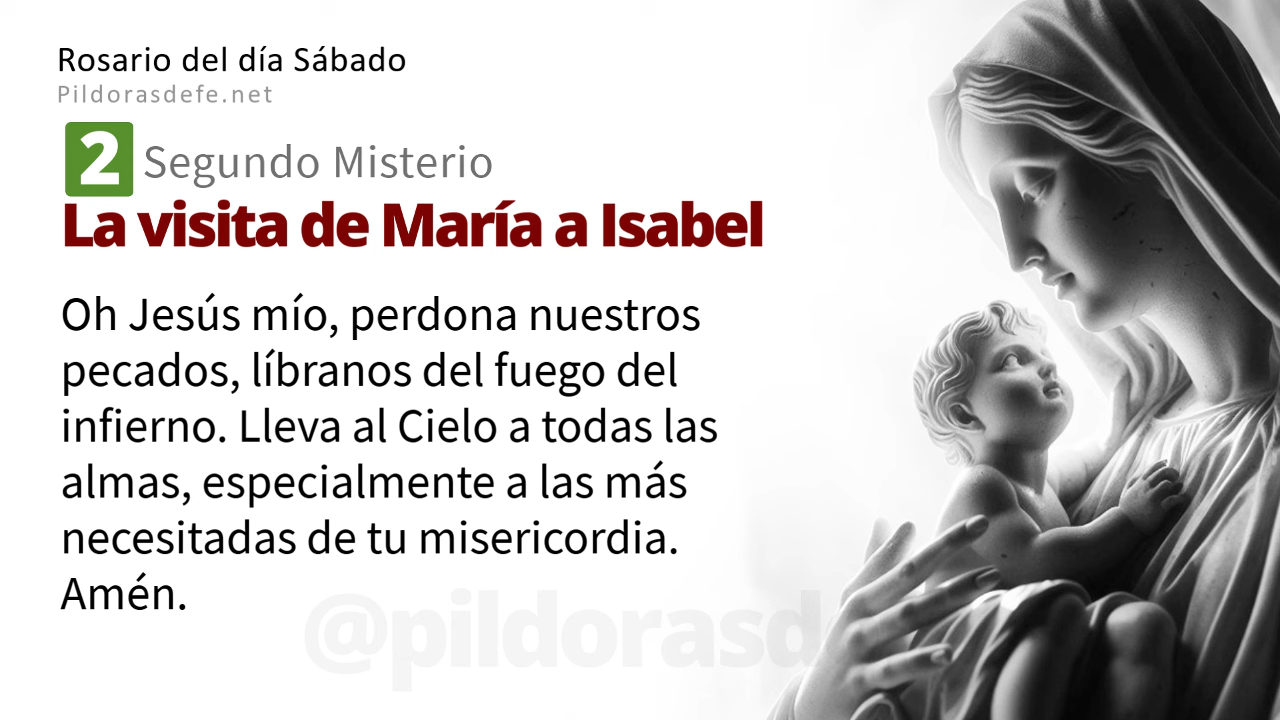 Rosario del día Sábado
Pildorasdefe.net
2 Segundo Misterio
La visita de María a Isabel
Oh Jesús mío, perdona nuestros
pecados, líbranos del fuego del
infierno. Lleva al Cielo a todas las
almas, especialmente a las más
necesitadas de tu misericordia.
Amén.
@pildorasd